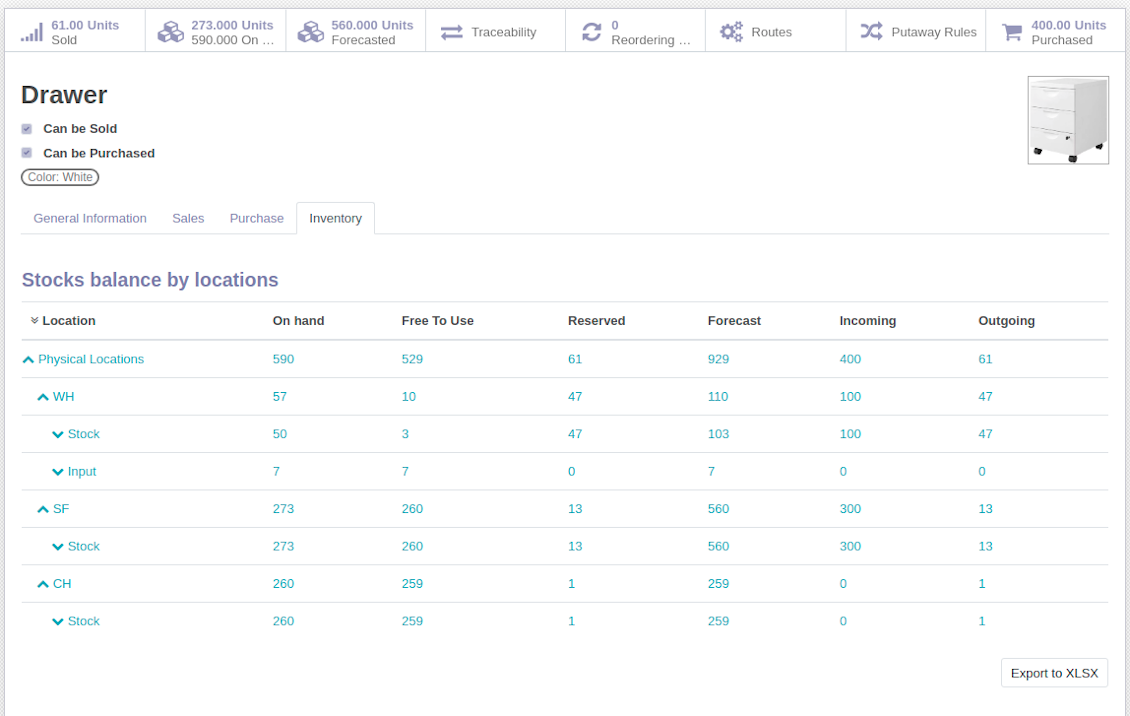 61.00 Units
Sold
273.000 Units
590.000 On ...
560.000 Units
Forecasted
Traceability
0
Reordering ...
Routes
Putaway Rules
400.00 Units
Purchased
Drawer
Can be Sold
Can be Purchased
Color: White
General Information Sales Purchase Inventory
Stocks balance by locations
Location On hand Free To Use Reserved Forecast Incoming Outgoing
Physical Locations 590 529 61 929 400 61
WH 57 10 47 110 100 47
Stock 50 3 47 103 100 47
Input 7 7 0 7 0 0
SF 273 260 13 560 300 13
Stock 273 260 13 560 300 13
CH 260 259 1 259 0 1
Stock 260 259 1 259 0 1
Export to XLSX